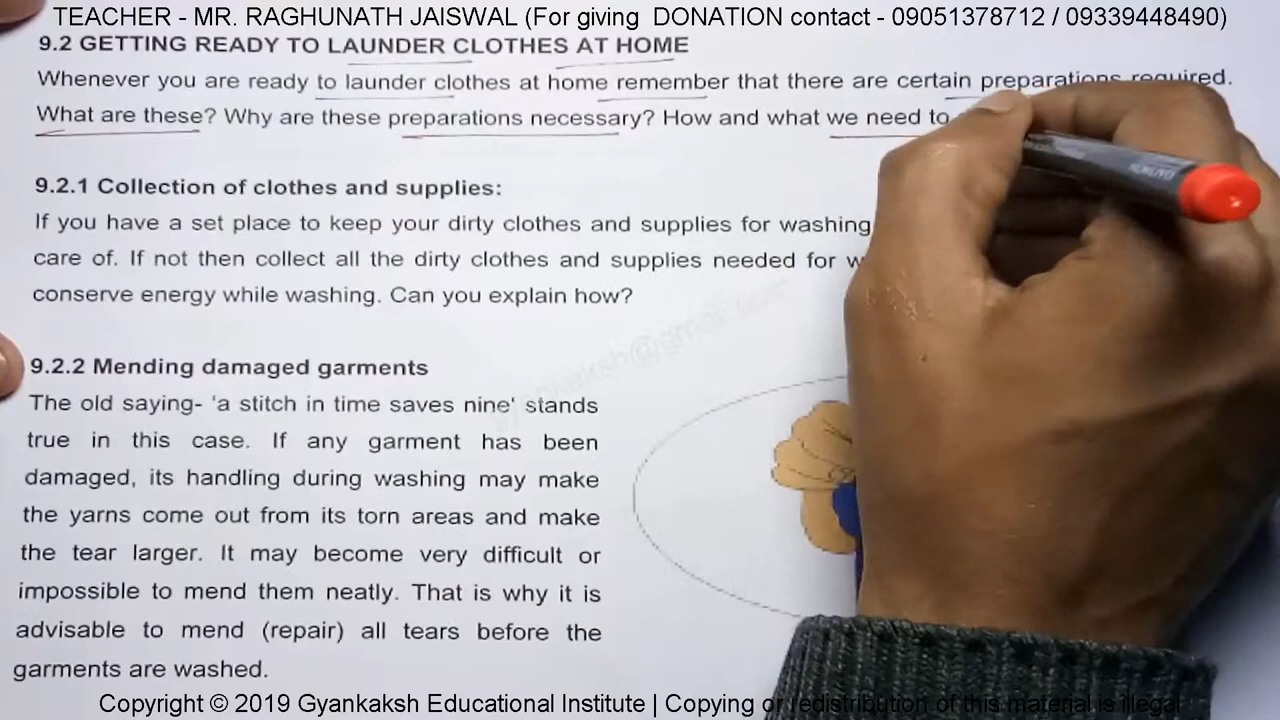 TEACHER - MR. RAGHUNATH JAISWAL (For giving DONATION contact - 09051378712 / 09339448490)
9.2 GETTING READY TO LAUNDER CLOTHES AT HOME
Whenever you are ready to launder clothes at home remember that there are certain preparations required.
What are these? Why are these preparations necessary? How and what we need to
9.2.1 Collection of clothes and supplies:
If you have a set place to keep your dirty clothes and supplies for washing
care of. If not then collect all the dirty clothes and supplies needed for
conserve energy while washing. Can you explain how?
9.2.2 Mending damaged garments
The old saying- 'a stitch in time saves nine' stands
true in this case. If any garment has been
damaged, its handling during washing may make
the yarns come out from its torn areas and make
the tear larger. It may become very difficult or
impossible to mend them neatly. That is why it is
advisable to mend (repair) all tears before the
garments are washed.
Copyright © 2019 Gyankaksh Educational Institute | Copying or redistribution of this material is illegal